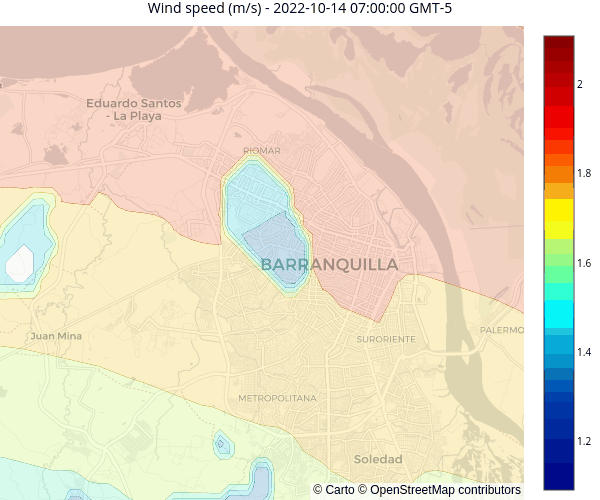 Wind speed (m/s) - 2022-10-14 07:00:00 GMT-5
Eduardo Santos
- La Playa
RIOMAR
BARRANQUILLA
Juan Mina
SURORIENTE
PALERMO
METROPOLITANA
Soledad
© Carto © OpenStreetMap contributors
2
1.8
1.6
1.4
1.2